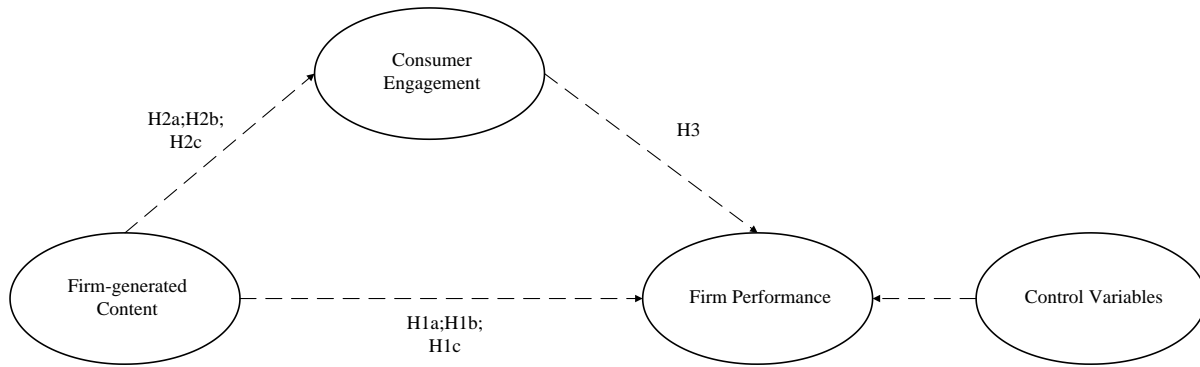 Consumer
Engagement
H2a;H2b;
H2c
H3
Firm-generated
Content
Firm Performance
Control Variables
H1a;H1b;
H1c